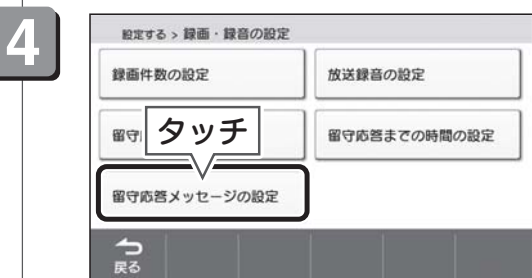 4
設定する > 録画・録音の設定
録画件数の設定
放送録音の設定
留守
タッチ
留守応答までの時間の設定
留守応答メッセージの設定
戻る